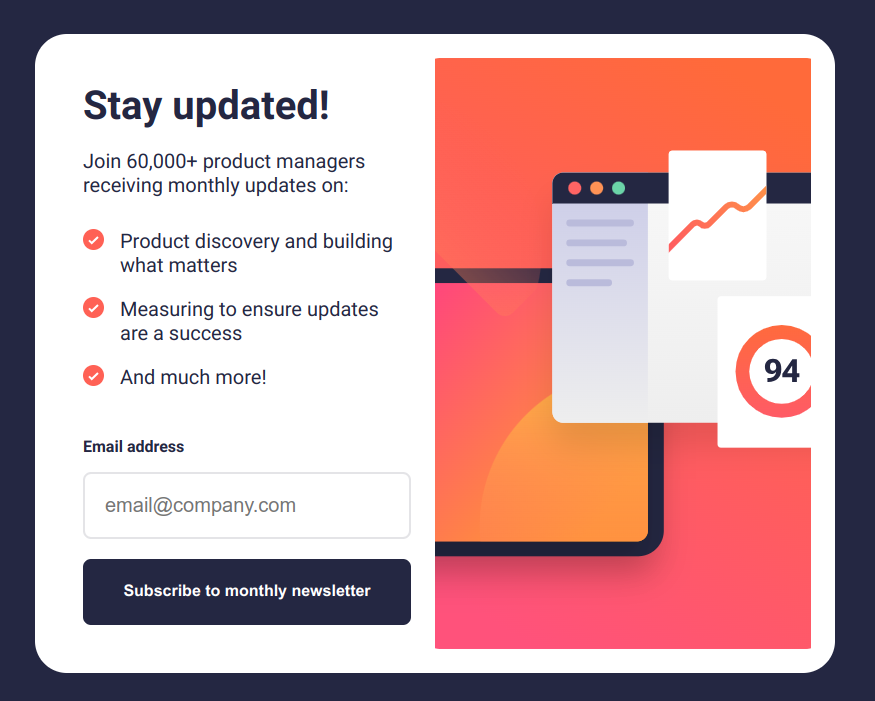 Stay updated!
Join 60,000+ product managers
receiving monthly updates on:
Product discovery and building
what matters
Measuring to ensure updates
are a success
And much more!
Email address
email@company.com
Subscribe to monthly newsletter
94